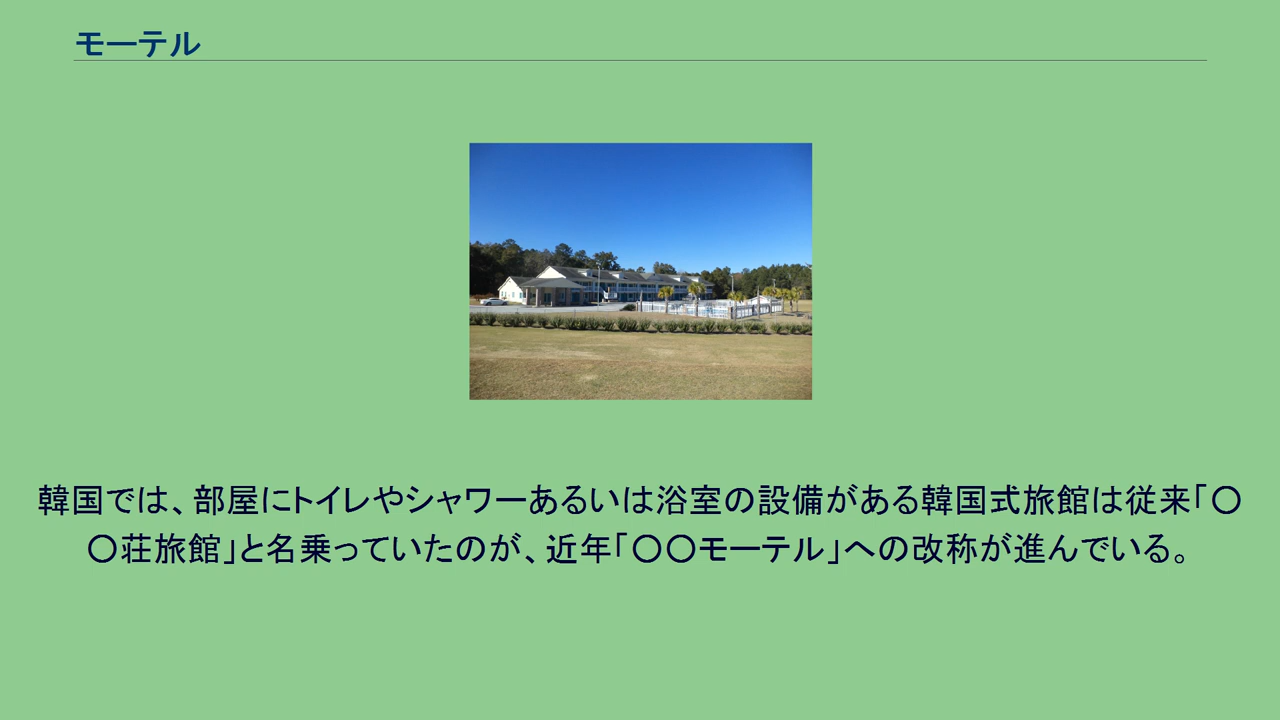 モーテル
韓国では、部屋にトイレやシャワーあるいは浴室の設備がある韓国式旅館は従来「〇
〇荘旅館」と名乗っていたのが、近年「〇〇モーテル」への改称が進んでいる。